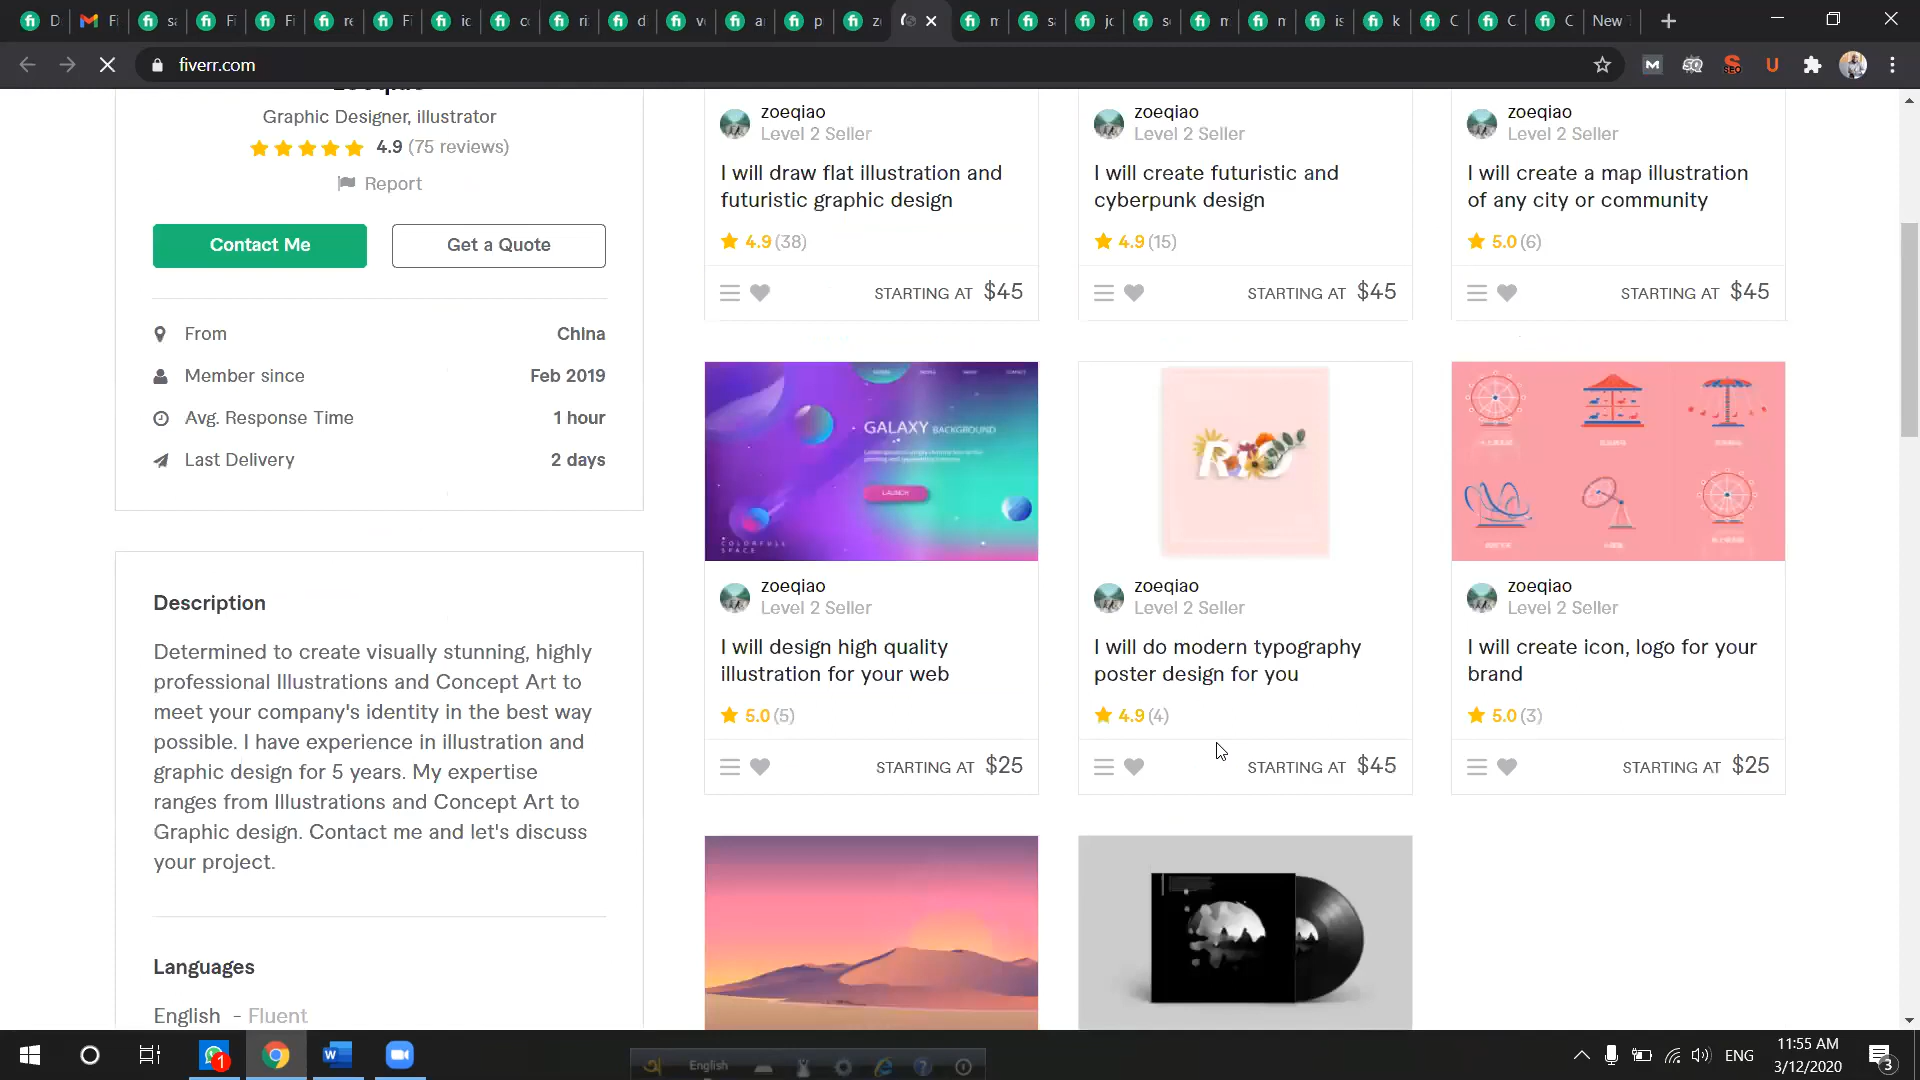 fiverr.com
Graphic Designer, illustrator
4.9 (75 reviews)
Report
Contact Me
Get a Quote
From China
Member since Feb 2019
Avg. Response Time 1 hour
Last Delivery 2 days
Description
Determined to create visually stunning, highly
professional Illustrations and Concept Art to
meet your company's identity in the best way
possible. I have experience in illustration and
graphic design for 5 years. My expertise
ranges from Illustrations and Concept Art to
Graphic design. Contact me and let's discuss
your project.
Languages
English - Fluent
zoeqiao
Level 2 Seller
I will draw flat illustration and
futuristic graphic design
4.9 (38)
STARTING AT $45
zoeqiao
Level 2 Seller
I will create futuristic and
cyberpunk design
4.9 (15)
STARTING AT $45
zoeqiao
Level 2 Seller
I will create a map illustration
of any city or community
5.0 (6)
STARTING AT $45
GALAXY BACKGROUND
LAUNCH
COLORFULL
SPACE
zoeqiao
Level 2 Seller
I will design high quality
illustration for your web
5.0 (5)
STARTING AT $25
zoeqiao
Level 2 Seller
I will do modern typography
poster design for you
4.9 (4)
STARTING AT $45
zoeqiao
Level 2 Seller
I will create icon, logo for your
brand
5.0 (3)
STARTING AT $25
English
ENG
11:55 AM
3/12/2020